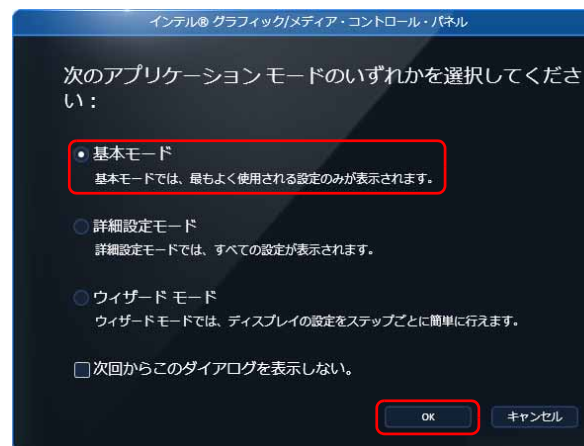 インテル® グラフィック/メディア・コントロール・パネル
次のアプリケーション モードのいずれかを選択してくださ
い：
基本モード
基本モードでは、最もよく使用される設定のみが表示されます。
詳細設定モード
詳細設定モードでは、すべての設定が表示されます。
ウィザード モード
ウィザード モードでは、ディスプレイの設定をステップごとに簡単に行えます。
次回からこのダイアログを表示しない。
OK キャンセル